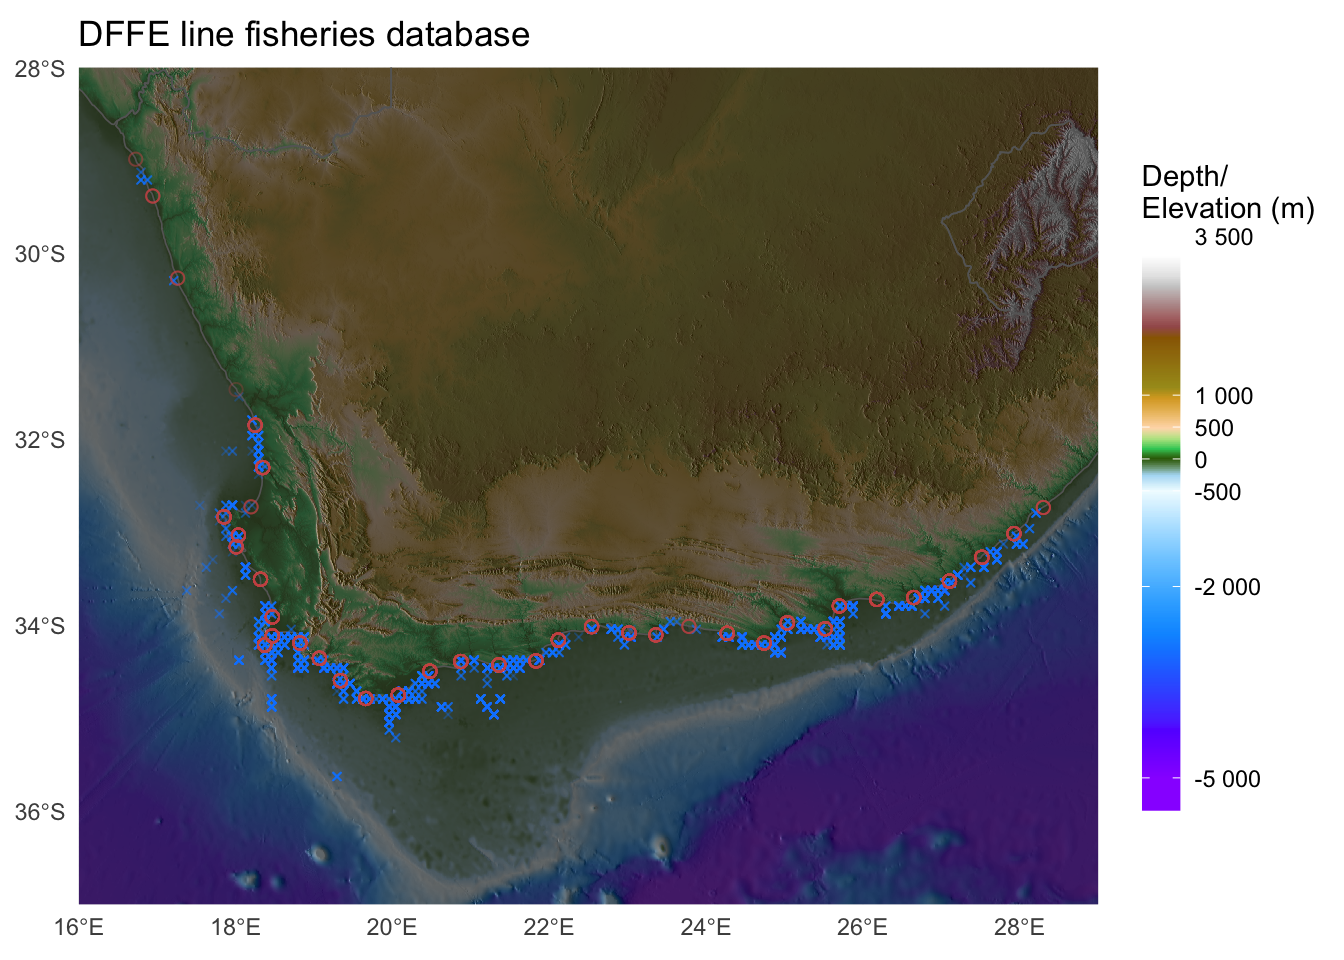 DFFE line fisheries database
28°S
30°S
32°S
34°S
36°S
16°E
18°E
20°E
22°E
24°E
26°E
28°E
Depth/
Elevation (m)
3 500
1 000
500
0
-500
-2 000
-5 000